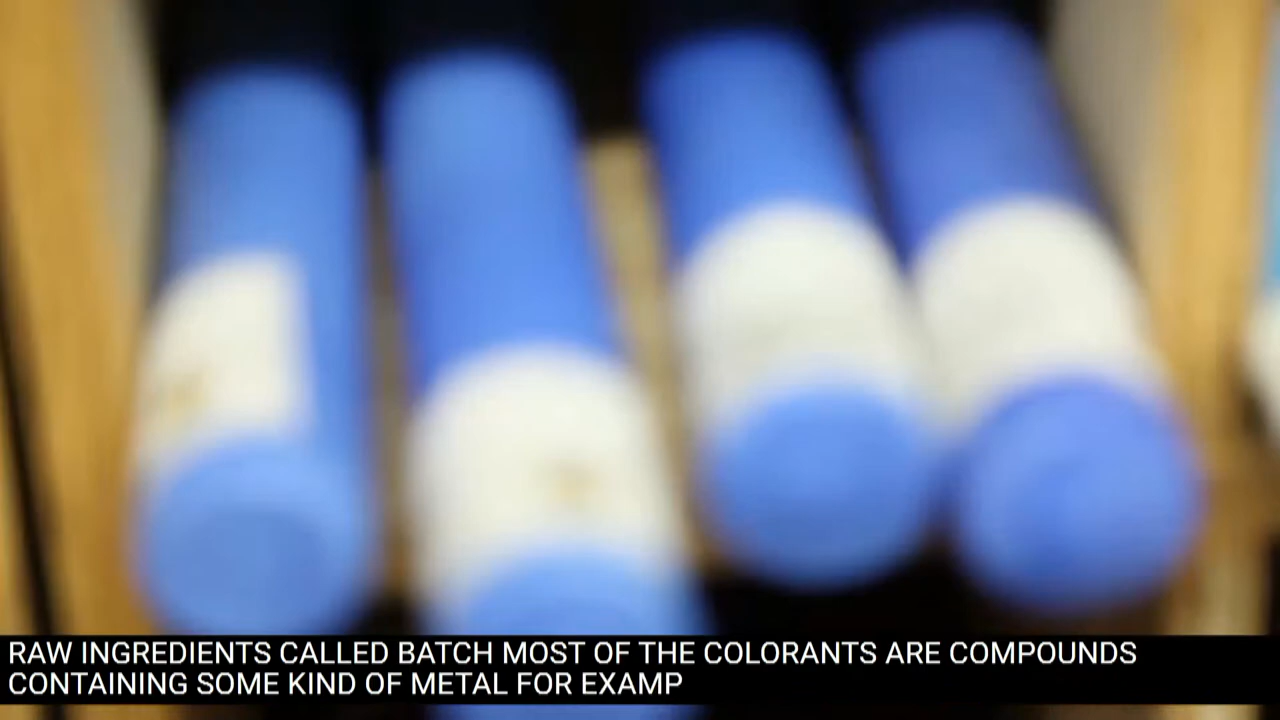 RAW INGREDIENTS CALLED BATCH MOST OF THE COLORANTS ARE COMPOUNDS
CONTAINING SOME KIND OF METAL FOR EXAMP